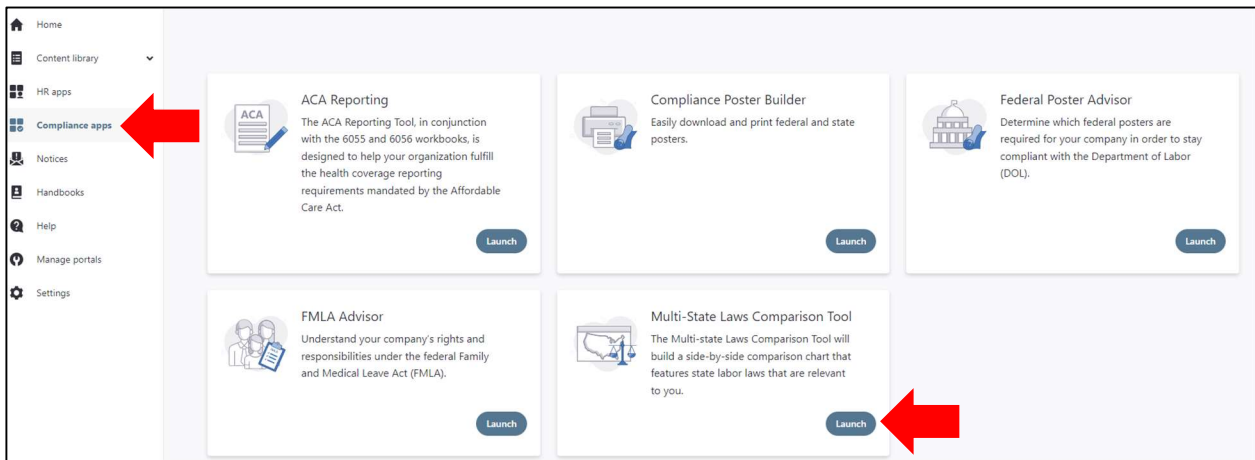 Home
Content library
HR apps
Compliance apps
Notices
Handbooks
Help
Manage portals
Settings
ACA
ACA Reporting
The ACA Reporting Tool, in conjunction
with the 6055 and 6056 workbooks, is
designed to help your organization fulfill
the health coverage reporting
requirements mandated by the Affordable
Care Act.
Launch
Compliance Poster Builder
Easily download and print federal and state
posters.
Launch
Federal Poster Advisor
Determine which federal posters are
required for your company in order to stay
compliant with the Department of Labor
(DOL).
Launch
FMLA Advisor
Understand your company's rights and
responsibilities under the federal Family
and Medical Leave Act (FMLA).
Launch
Multi-State Laws Comparison Tool
The Multi-state Laws Comparison Tool will
build a side-by-side comparison chart that
features state labor laws that are relevant
to you.
Launch